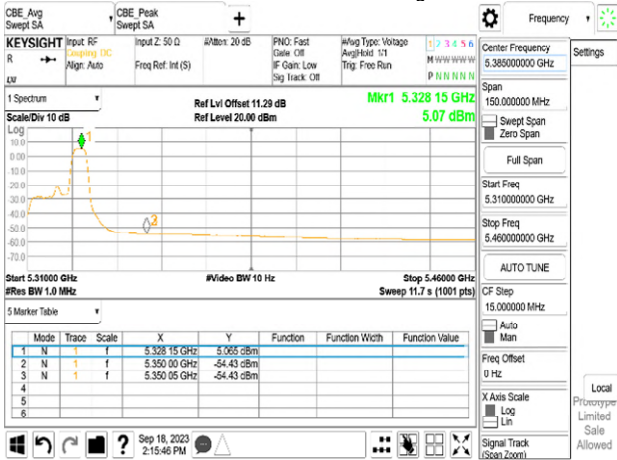 CBE_Avg
Swept SA
CBE_Peak
Swept SA
+
Frequency
KEYSIGHT
R
Input: RF
Coupling: DC
Align: Auto
Input Z: 50 Ω
Freq Ref: Int (S)
#Atten: 20 dB
PNO: Fast
Gate: Off
IF Gain: Low
Sig Track: Off
#Avg Type: Voltage
Trig: Free Run
1 2 3 4 5 6
M W W W W W
P N N N N N
Center Frequency
5.385000000 GHz
Settings
1 Spectrum
Scale/Div 10 dB
Ref Lvl Offset 11.29 dB
Ref Level 20.00 dBm
Mkr1 5.328 15 GHz
5.07 dBm
Span
150.000000 MHz
Swept Span
Zero Span
Full Span
Start Freq
5.310000000 GHz
Stop Freq
5.460000000 GHz
AUTO TUNE
CF Step
15.000000 MHz
Auto
Man
Freq Offset
0 Hz
X Axis Scale
Log
Lin
Signal Track
(Span Zoom)
Local
Prototype
Limited
Sale
Allowed
Log
10.0
0.00
-10.0
-20.0
-30.0
-40.0
-50.0
-60.0
-70.0
1
3
Start 5.31000 GHz
#Res BW 1.0 MHz
#Video BW 10 Hz
Stop 5.46000 GHz
Sweep 11.7 s (1001 pts)
5 Marker Table
Mode Trace Scale X Y Function Function Width Function Value
1 N 1 f 5.328 15 GHz 5.065 dBm
2 N 1 f 5.350 00 GHz -54.43 dBm
3 N 1 f 5.350 05 GHz -54.43 dBm
4
5
6
?
Sep 18, 2023
2:15:46 PM